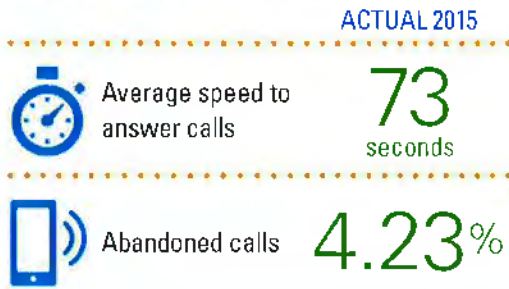 ACTUAL 2015
Average speed to
answer calls
73
seconds
Abandoned calls
4.23%